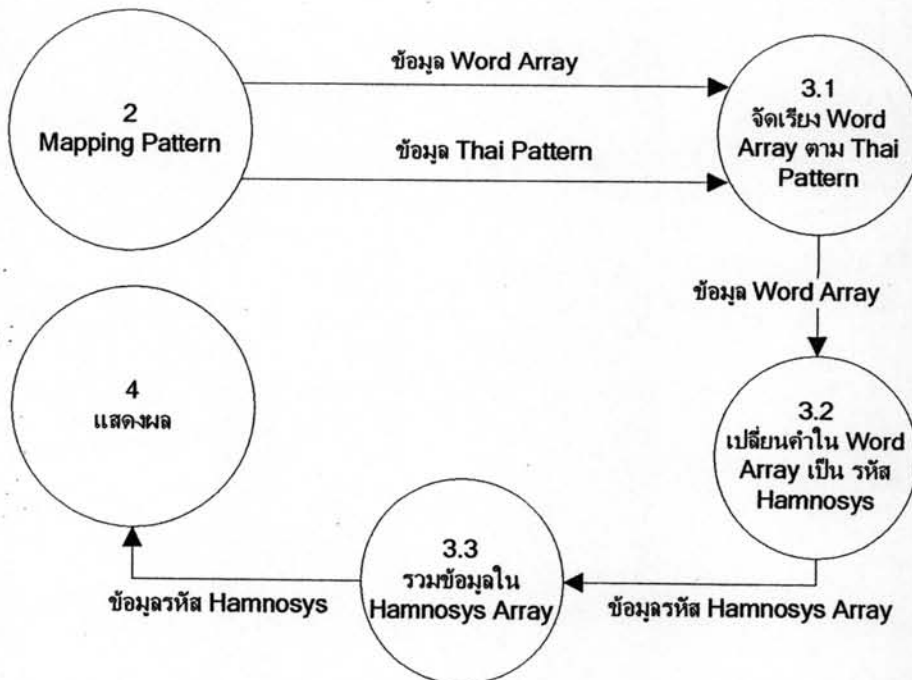 2
Mapping Pattern
ข้อมูล Word Array
ข้อมูล Thai Pattern
3.1
จัดเรียง Word
Array ตาม Thai
Pattern
ข้อมูล Word Array
3.2
เปลี่ยนคำใน Word
Array เป็น รหัส
Hamnosys
ข้อมูลรหัส Hamnosys Array
3.3
รวมข้อมูลใน
Hamnosys Array
ข้อมูลรหัส Hamnosys
4
แสดงผล